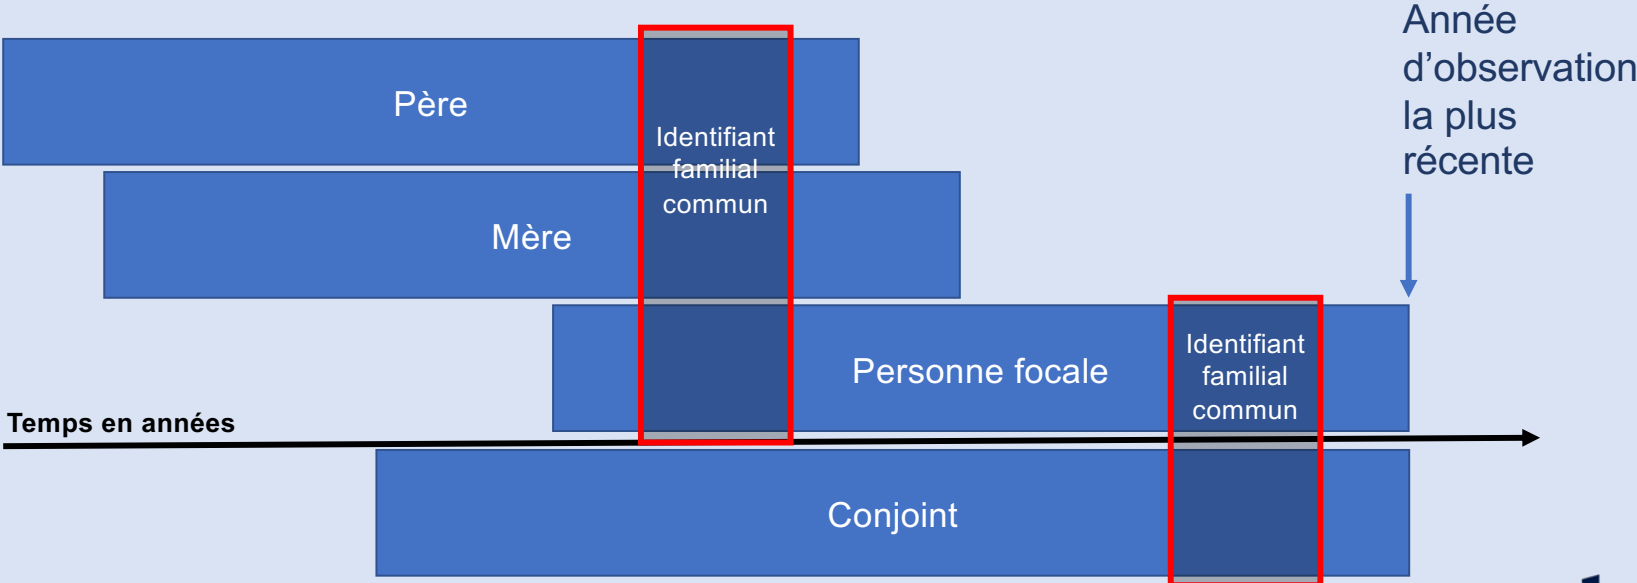 Année
d’observation
la plus
récente
Père
Identifiant
familial
commun
Mère
Personne focale
Identifiant
familial
commun
Temps en années
Conjoint